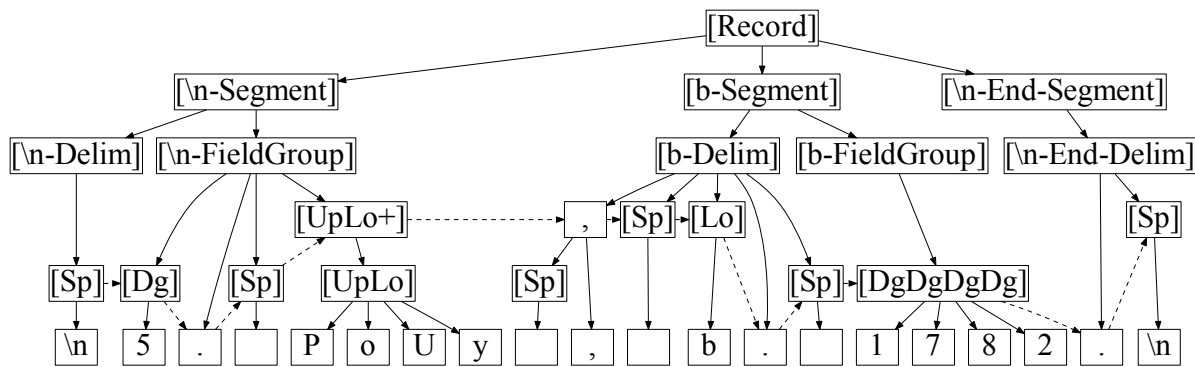 [Record]
[\n-Segment] [b-Segment] [\n-End-Segment]
[\n-Delim] [\n-FieldGroup] [b-Delim] [b-FieldGroup] [\n-End-Delim]
[UpLo+] , [Sp] [Lo] [Sp]
[Sp] [Dg] [Sp] [UpLo] [Sp] [Sp] [DgDgDgDg]
\n 5 . P o U y , b . 1 7 8 2 . \n